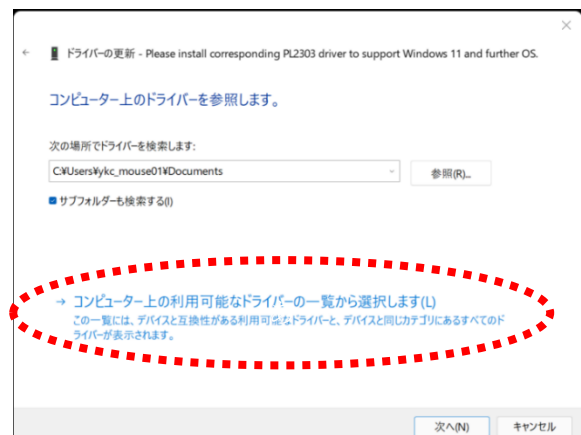 ドライバーの更新 - Please install corresponding PL2303 driver to support Windows 11 and further OS.
コンピューター上のドライバーを参照します。
次の場所でドライバーを検索します:
C:¥Users¥ykc_mouse01¥Documents
参照(R)...
サブフォルダーも検索する(I)
→ コンピューター上の利用可能なドライバーの一覧から選択します(L)
この一覧には、デバイスと互換性がある利用可能なドライバーと、デバイスと同じカテゴリにあるすべてのド
ライバーが表示されます。
次へ(N) キャンセル